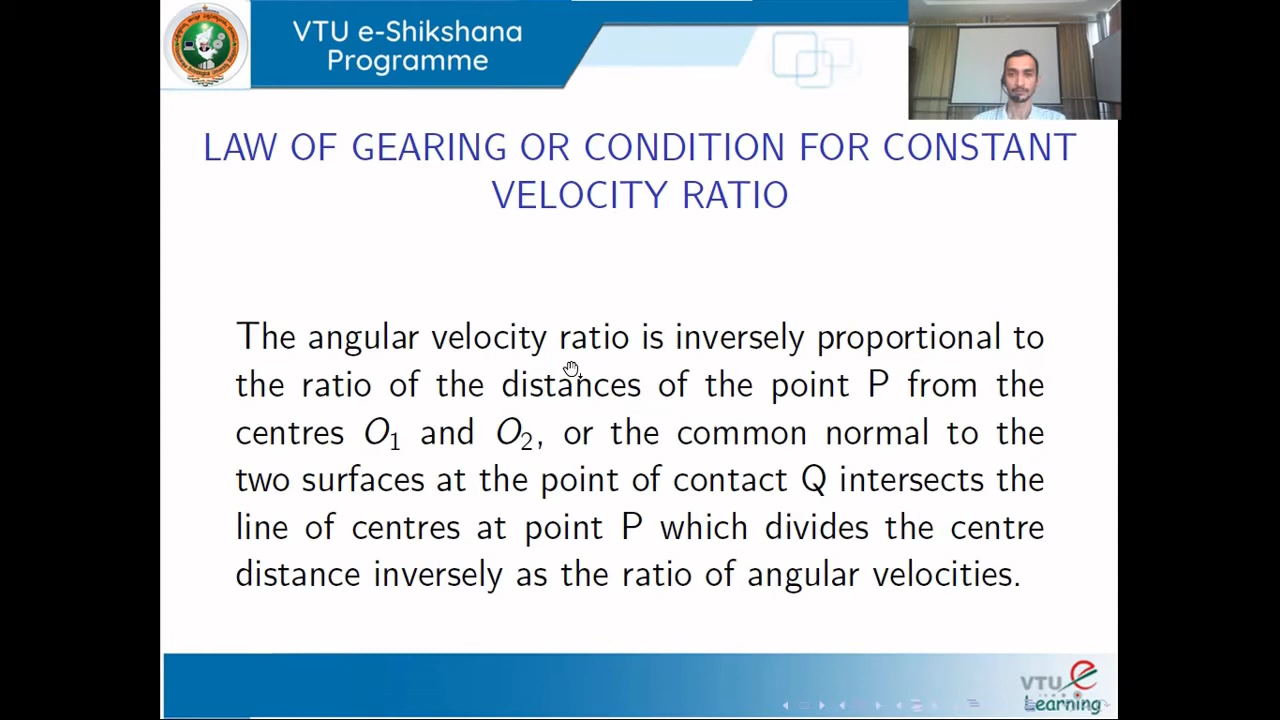 VTU e-Shikshana
Programme
LAW OF GEARING OR CONDITION FOR CONSTANT
VELOCITY RATIO
The angular velocity ratio is inversely proportional to
the ratio of the distances of the point P from the
centres O₁ and O₂, or the common normal to the
two surfaces at the point of contact Q intersects the
line of centres at point P which divides the centre
distance inversely as the ratio of angular velocities.
VTU e
Learning